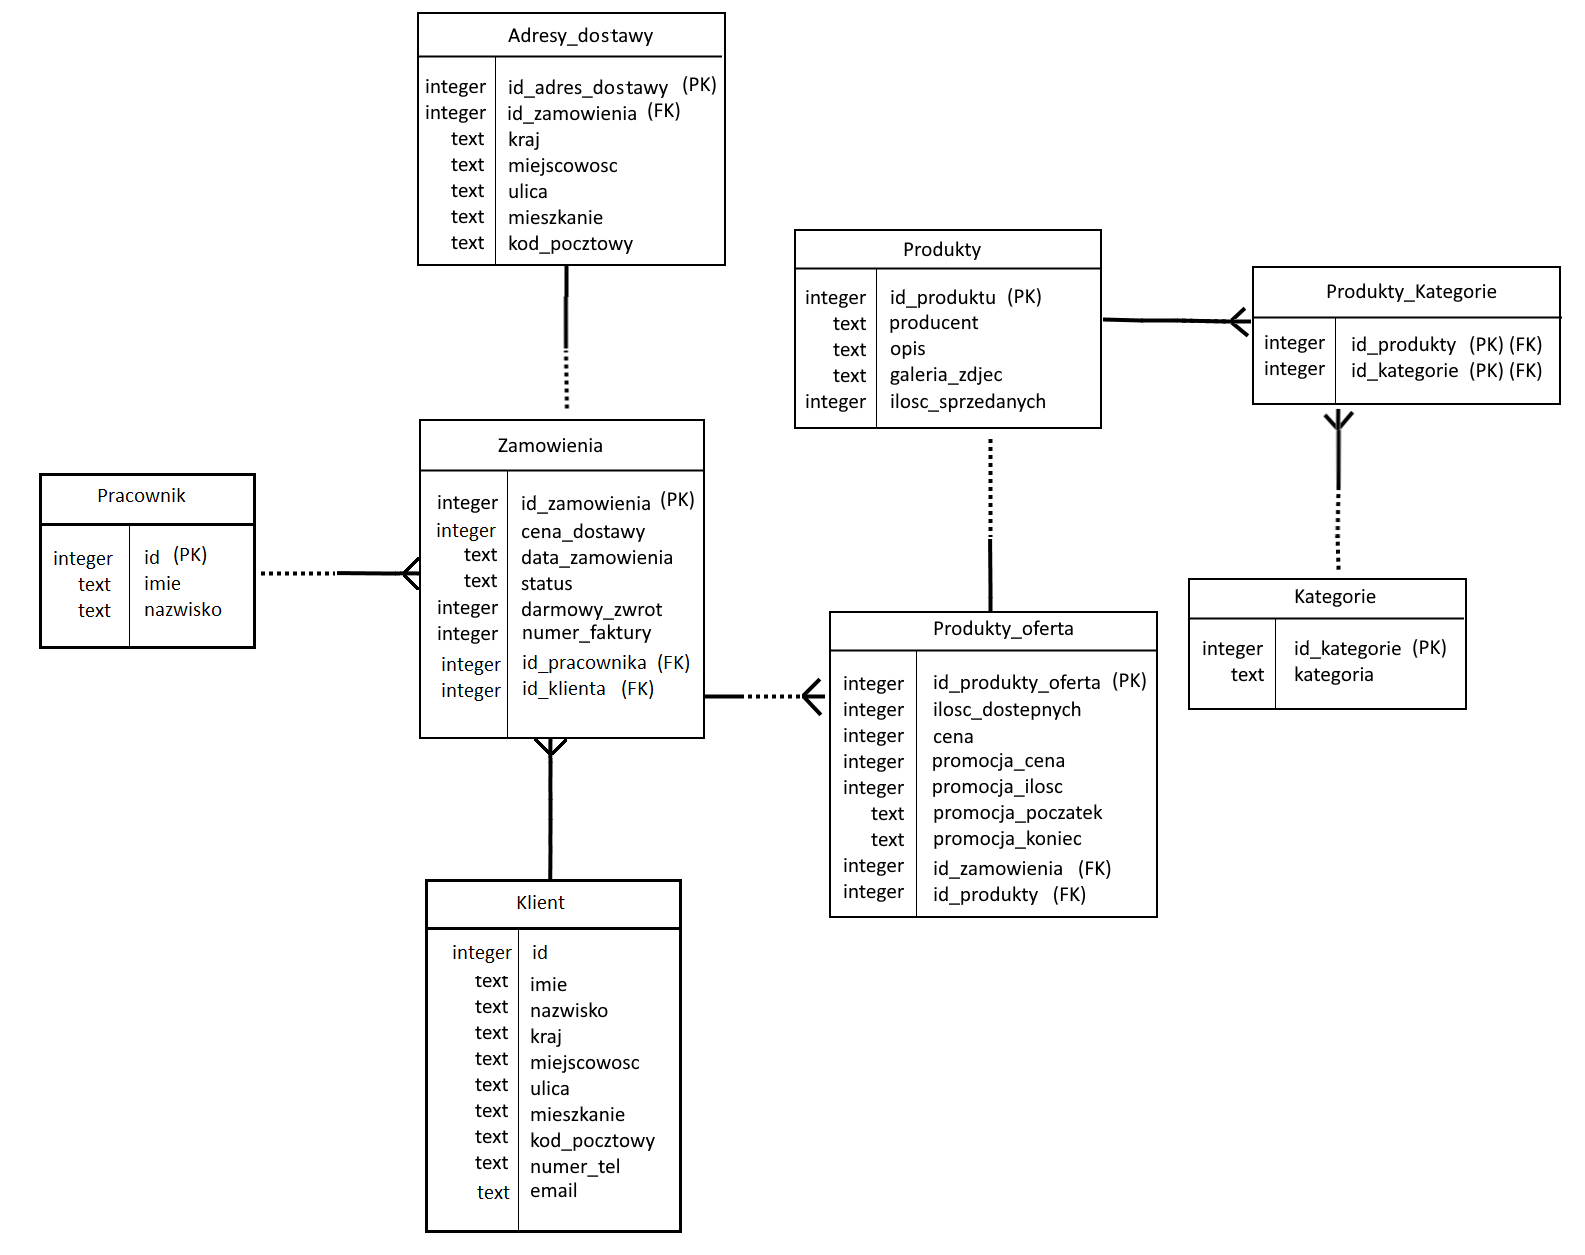 Adresy_dostawy
integer id_adres_dostawy (PK)
integer id_zamowienia (FK)
text kraj
text miejscowosc
text ulica
text mieszkanie
text kod_pocztowy
Produkty
integer id_produktu (PK)
text producent
text opis
text galeria_zdjec
integer ilosc_sprzedanych
Produkty_Kategorie
integer id_produkty (PK) (FK)
integer id_kategorie (PK) (FK)
Zamowienia
integer id_zamowienia (PK)
integer cena_dostawy
text data_zamowienia
text status
integer darmowy_zwrot
integer numer_faktury
integer id_pracownika (FK)
integer id_klienta (FK)
Pracownik
integer id (PK)
text imie
text nazwisko
Kategorie
integer id_kategorie (PK)
text kategoria
Produkty_oferta
integer id_produkty_oferta (PK)
integer ilosc_dostepnych
integer cena
integer promocja_cena
integer promocja_ilosc
text promocja_poczatek
text promocja_koniec
integer id_zamowienia (FK)
integer id_produkty (FK)
Klient
integer id
text imie
text nazwisko
text kraj
text miejscowosc
text ulica
text mieszkanie
text kod_pocztowy
text numer_tel
text email